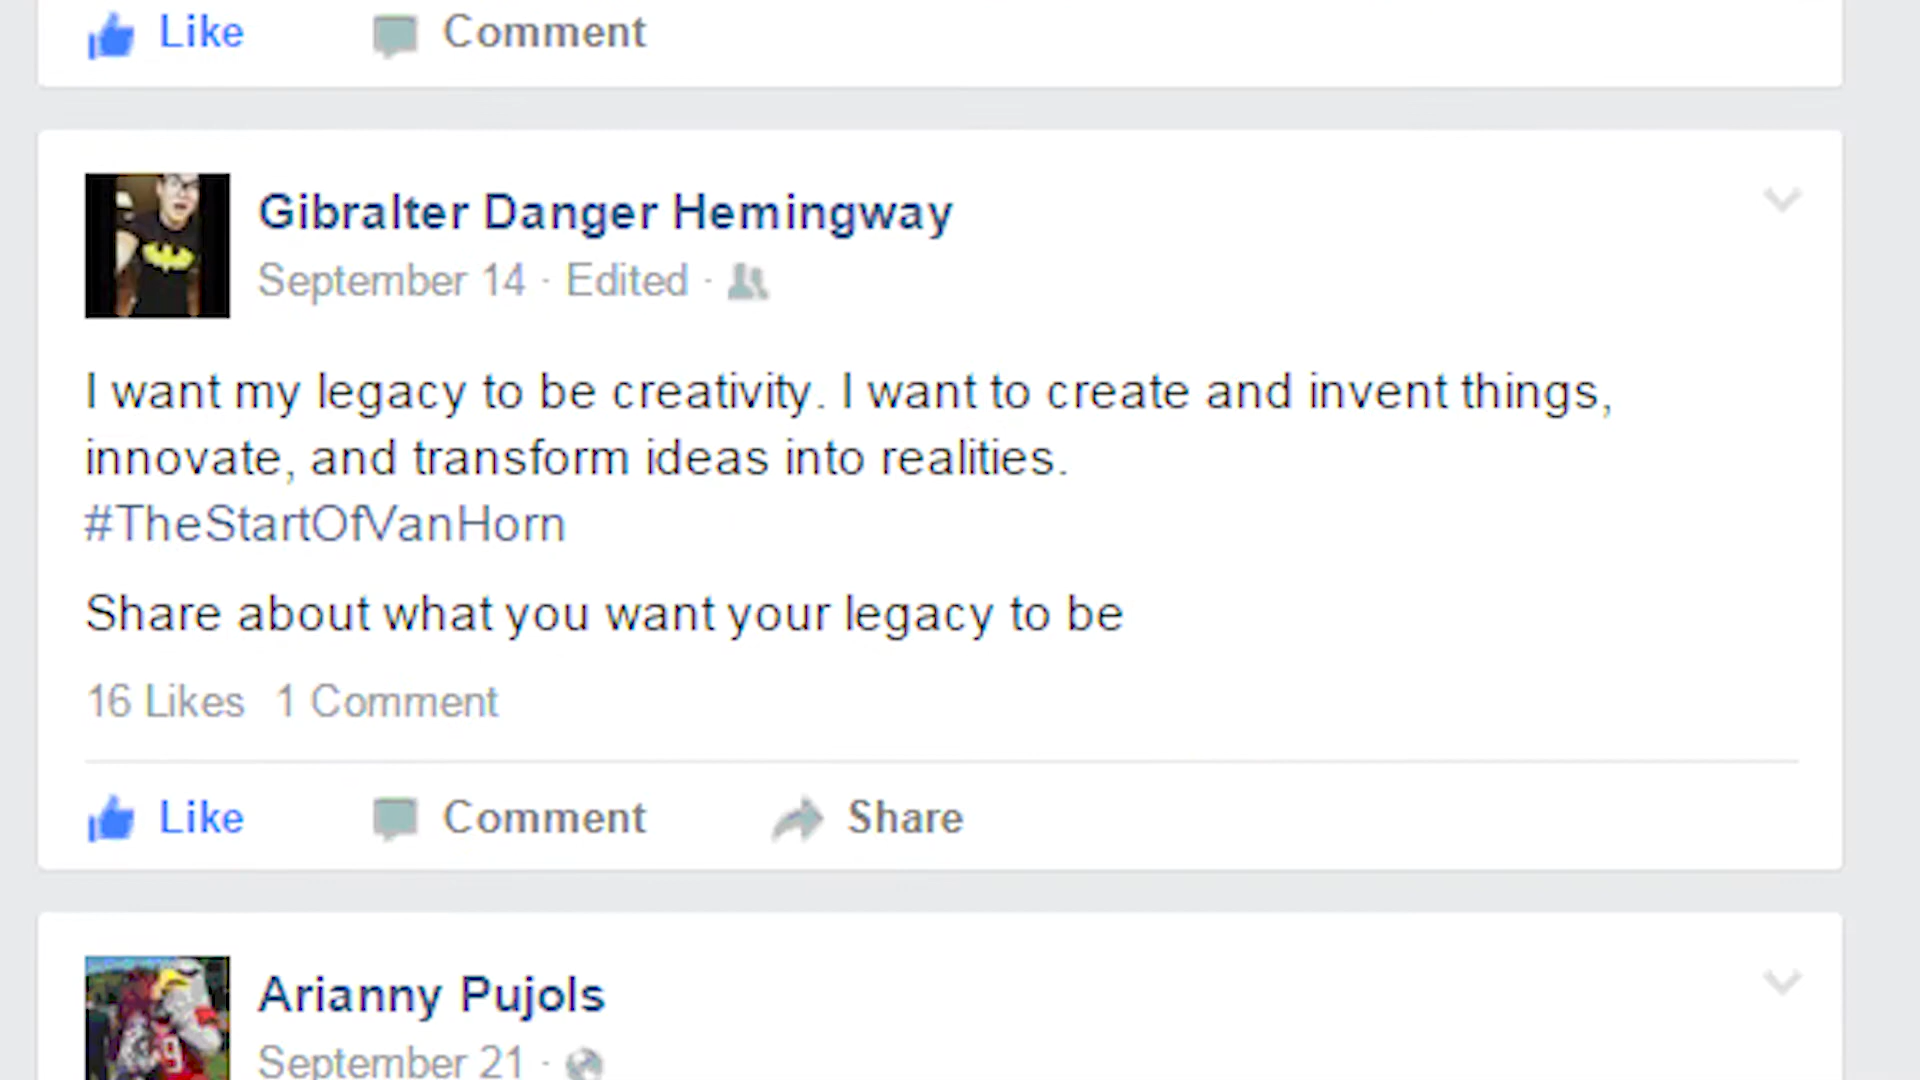 Like Comment
Gibralter Danger Hemingway
September 14 · Edited ·
I want my legacy to be creativity. I want to create and invent things,
innovate, and transform ideas into realities.
#TheStartOfVanHorn
Share about what you want your legacy to be
16 Likes 1 Comment
Like Comment Share
Arianny Pujols
September 21 ·